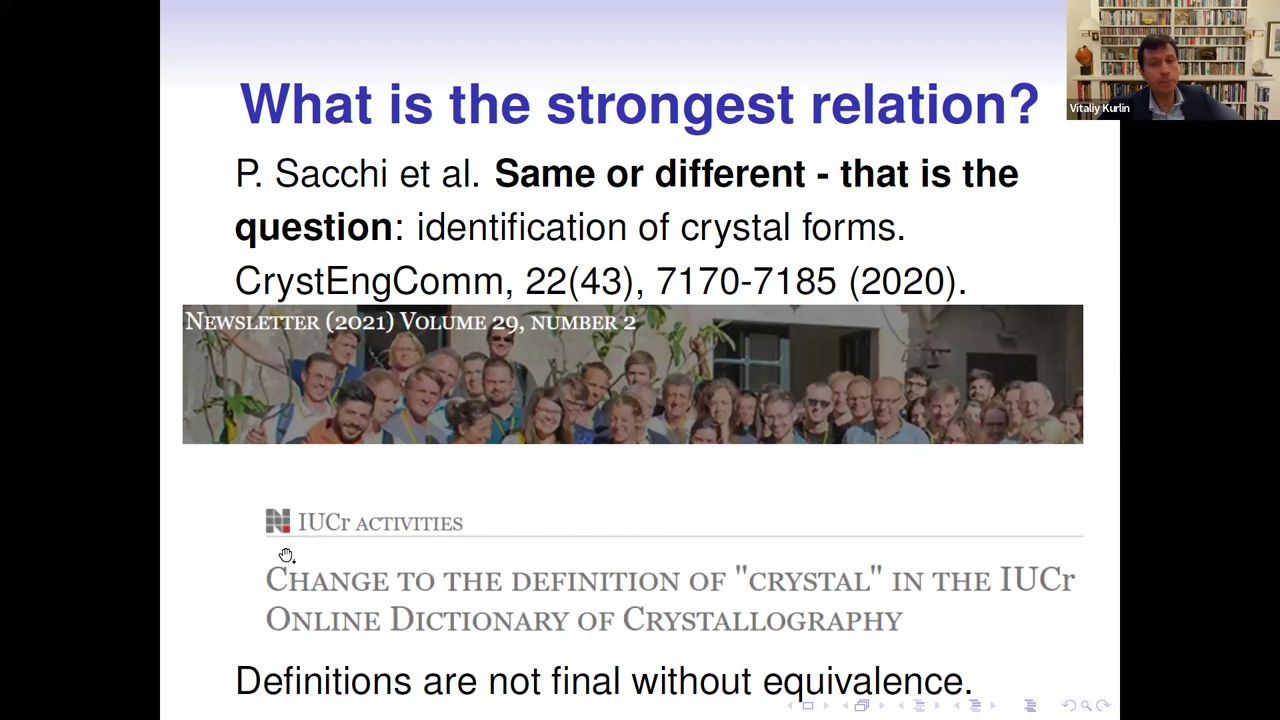 What is the strongest relation?
Vitaliy Kurlin
P. Sacchi et al. Same or different - that is the
question: identification of crystal forms.
CrystEngComm, 22(43), 7170-7185 (2020).
Newsletter (2021) Volume 29, number 2
IUCr activities
Change to the definition of "crystal" in the IUCr
Online Dictionary of Crystallography
Definitions are not final without equivalence.